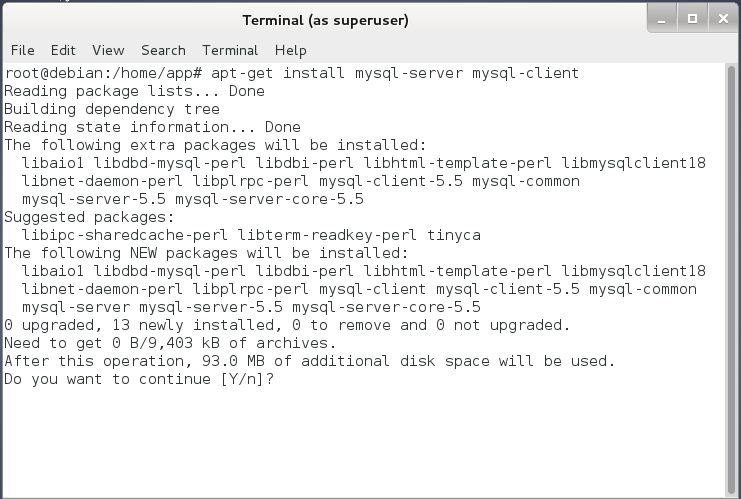 Terminal (as superuser)
File Edit View Search Terminal Help
root@debian:/home/app# apt-get install mysql-server mysql-client
Reading package lists... Done
Building dependency tree
Reading state information... Done
The following extra packages will be installed:
  libaio1 libdbd-mysql-perl libdbi-perl libhtml-template-perl libmysqlclient18
  libnet-daemon-perl libplrpc-perl mysql-client-5.5 mysql-common
  mysql-server-5.5 mysql-server-core-5.5
Suggested packages:
  libipc-sharedcache-perl libterm-readkey-perl tinyca
The following NEW packages will be installed:
  libaio1 libdbd-mysql-perl libdbi-perl libhtml-template-perl libmysqlclient18
  libnet-daemon-perl libplrpc-perl mysql-client mysql-client-5.5 mysql-common
  mysql-server mysql-server-5.5 mysql-server-core-5.5
0 upgraded, 13 newly installed, 0 to remove and 0 not upgraded.
Need to get 0 B/9,403 kB of archives.
After this operation, 93.0 MB of additional disk space will be used.
Do you want to continue [Y/n]?